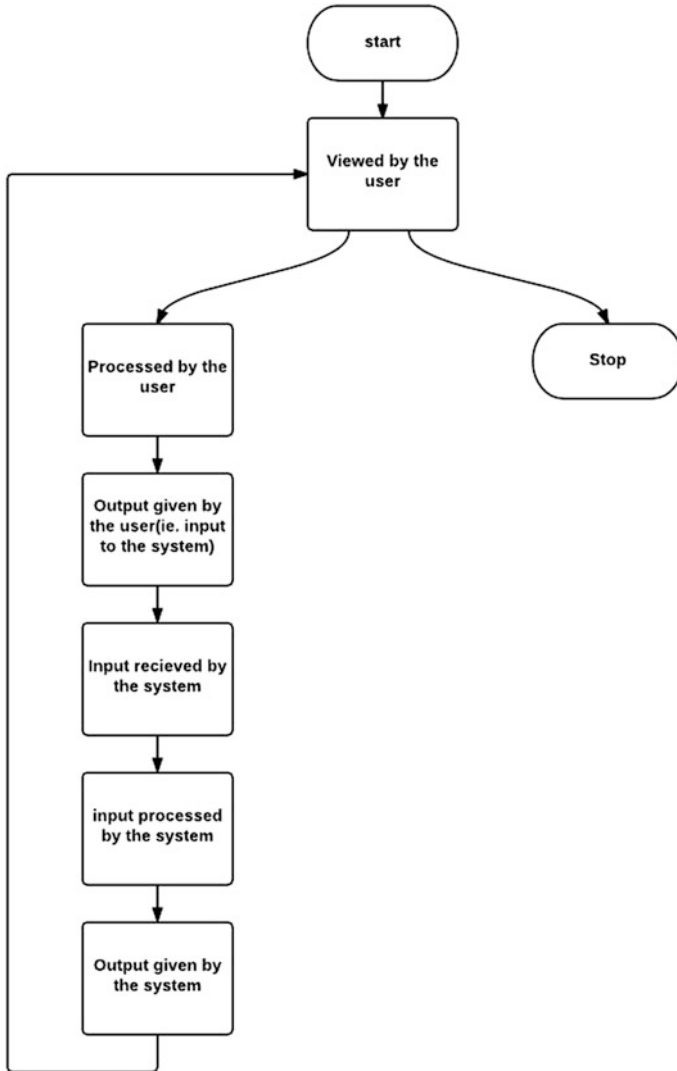 start
Viewed by the
user
Processed by the
user
Stop
Output given by
the user(ie. input
to the system)
Input recieved by
the system
input processed
by the system
Output given by
the system